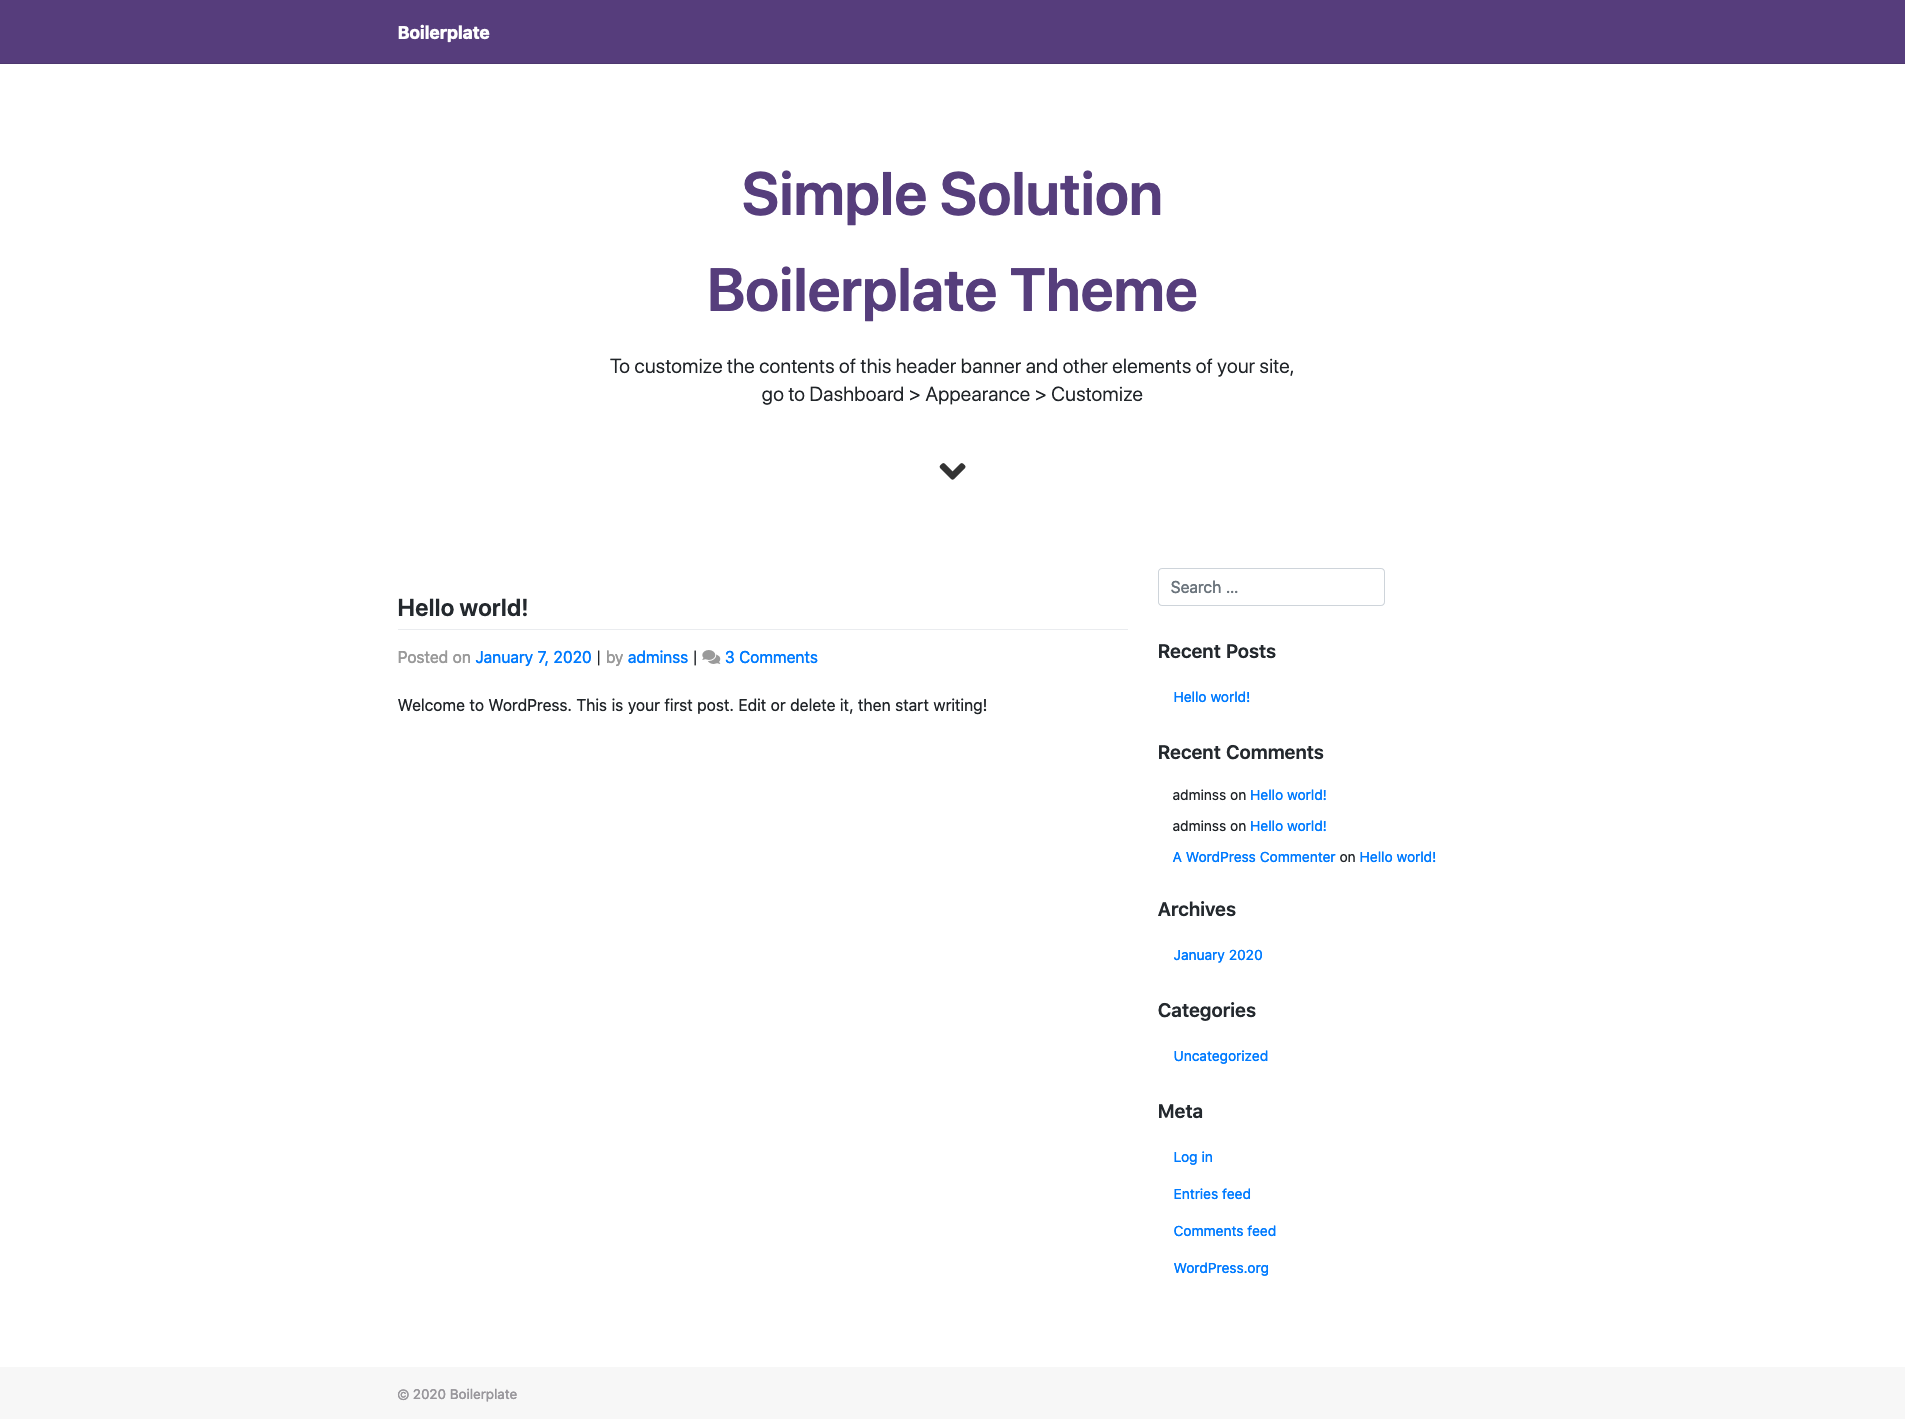 Boilerplate
Simple Solution
Boilerplate Theme
To customize the contents of this header banner and other elements of your site,
go to Dashboard > Appearance > Customize
Hello world!
Posted on January 7, 2020 | by adminss | 3 Comments
Welcome to WordPress. This is your first post. Edit or delete it, then start writing!
Search ...
Recent Posts
Hello world!
Recent Comments
adminss on Hello world!
adminss on Hello world!
A WordPress Commenter on Hello world!
Archives
January 2020
Categories
Uncategorized
Meta
Log in
Entries feed
Comments feed
WordPress.org
© 2020 Boilerplate